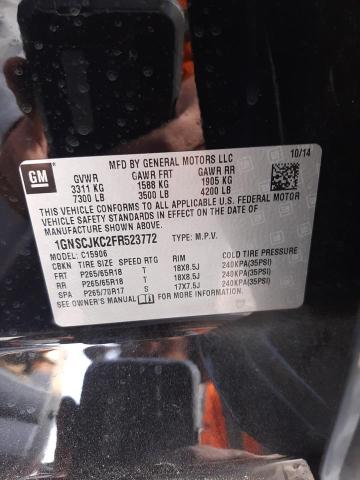 GM
MFD BY GENERAL MOTORS LLC 10/14
GVWR GAWR FRT GAWR RR
3311 KG 1588 KG 1905 KG
7300 LB 3500 LB 4200 LB
THIS VEHICLE CONFORMS TO ALL APPLICABLE U.S. FEDERAL MOTOR
VEHICLE SAFETY STANDARDS IN EFFECT ON THE DATE OF
MANUFACTURE SHOWN ABOVE.
1GNSCJKC2FR523772 TYPE: M.P.V.
MODEL: C15906
CBKN TIRE SIZE SPEED RTG RIM COLD TIRE PRESSURE
FRT P265/65R18 T 18X8.5J 240KPA(35PSI)
RR P265/65R18 T 18X8.5J 240KPA(35PSI)
SPA P265/70R17 S 17X7.5J 240KPA(35PSI)
SEE OWNER'S MANUAL FOR MORE INFORMATION.